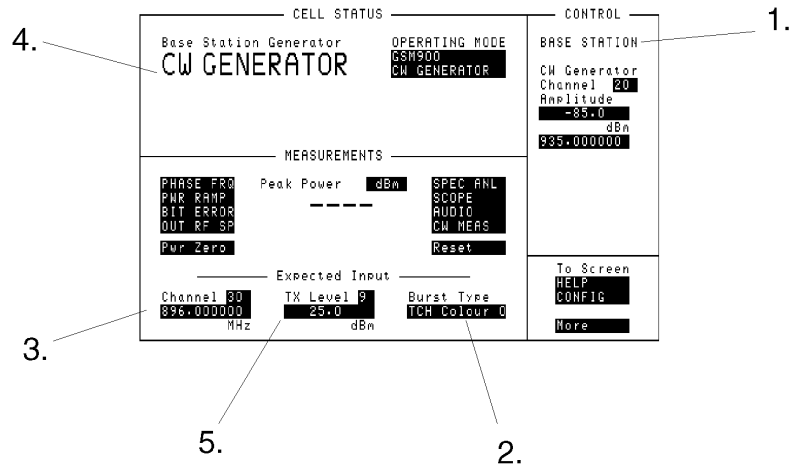 CELL STATUS
CONTROL
1.
4.
Base Station Generator
CW GENERATOR
OPERATING MODE
GSM900
CW GENERATOR
BASE STATION
CW Generator
Channel 20
Amplitude
-85.0
dBm
935.000000
MEASUREMENTS
PHASE FRQ
PWR RAMP
BIT ERROR
OUT RF SP
Pwr Zero
Peak Power dBm
----
SPEC ANL
SCOPE
AUDIO
CW MEAS
Reset
Expected Input
Channel 30
896.000000
MHz
TX Level 9
25.0
dBm
Burst Type
TCH Colour 0
To Screen
HELP
CONFIG
More
3.
5.
2.